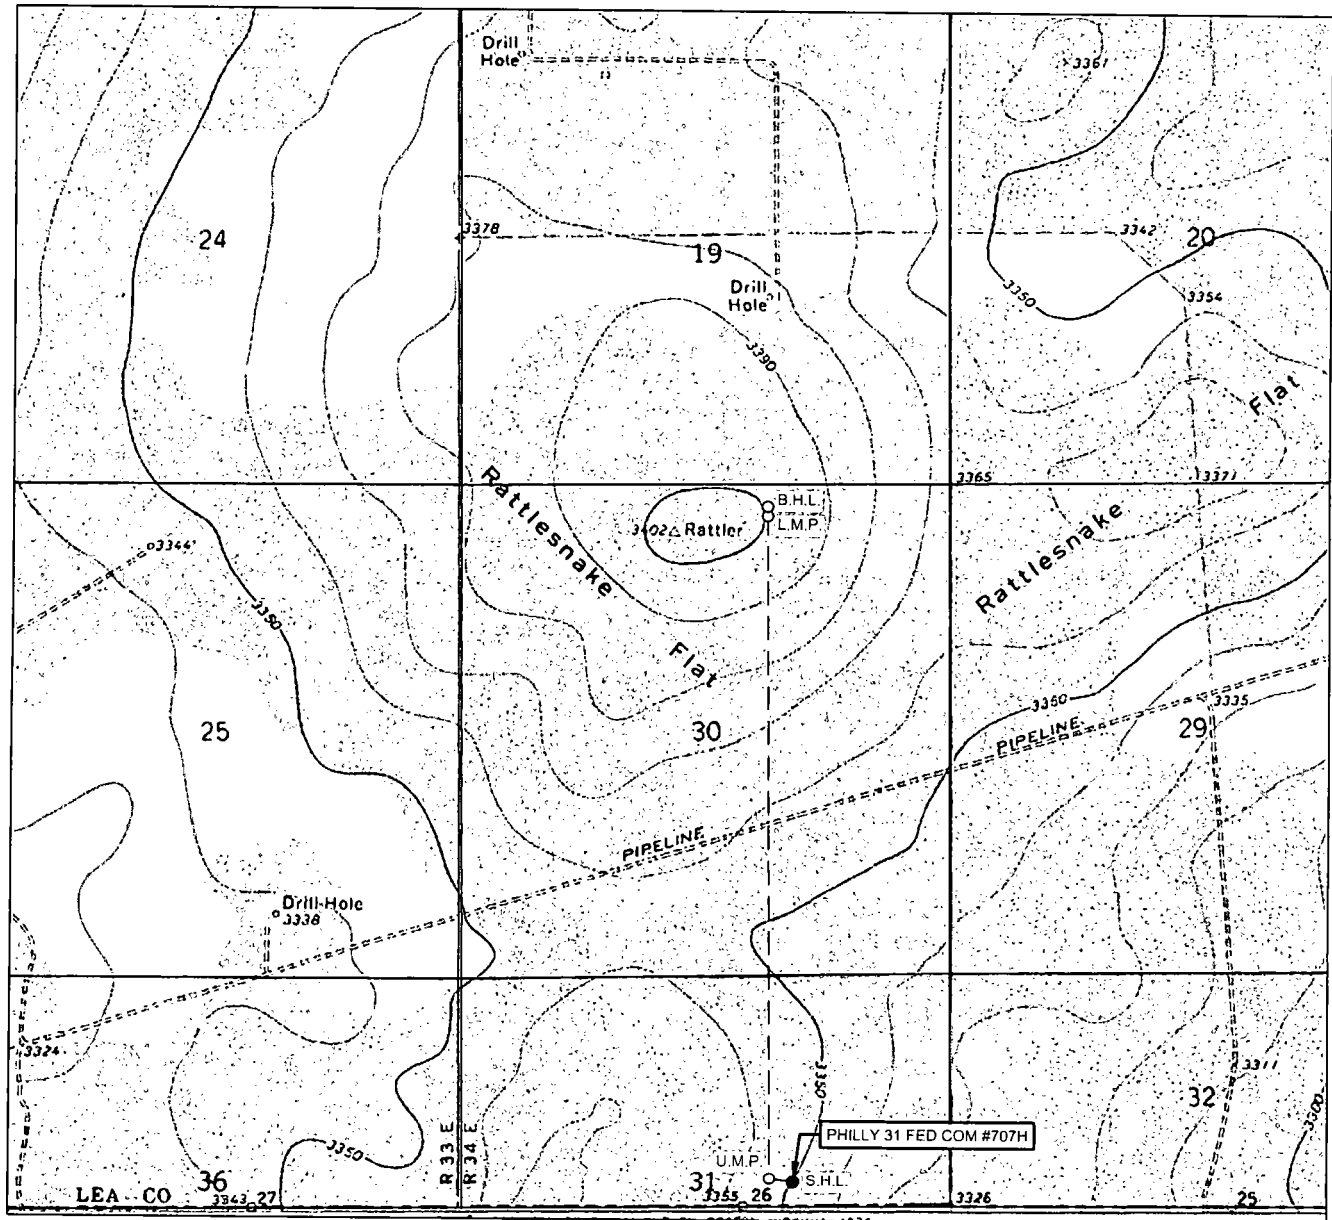 Drill
Hole
3361
24
3378
19
3342
20
Drill
Hole
3350
3354
3390
Flat
Rattlesnake
3365
3371
B.H.L.
3402 Rattler
L.M.P.
Rattlesnake
3344
3350
Flat
3350
3335
25
30
PIPELINE
29
PIPELINE
Drill Hole
3338
3324
3311
3350
32
3300
PHILLY 31 FED COM #707H
R 33 E
R 34 E
3350
U.M.P.
S.H.L.
36
31
LEA CO
3343 27
3355 26
3326
25